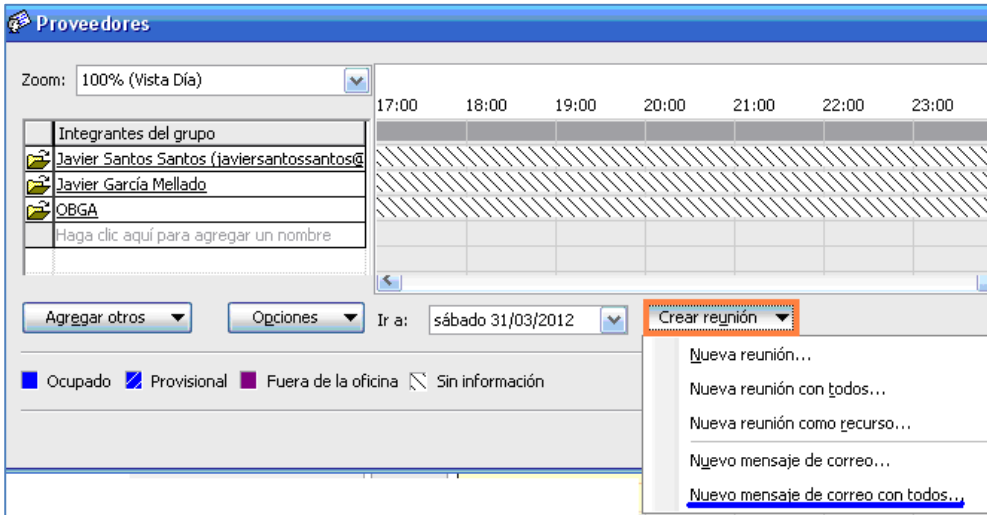 Proveedores
Zoom: 100% (Vista Día)
17:00 18:00 19:00 20:00 21:00 22:00 23:00
Integrantes del grupo
Javier Santos Santos (javiersantossantos@
Javier García Mellado
OBGA
Haga clic aquí para agregar un nombre
Agregar otros Opciones Ir a: sábado 31/03/2012 Crear reunión
Nueva reunión...
Ocupado Provisional Fuera de la oficina Sin información
Nueva reunión con todos...
Nueva reunión como recurso...
Nuevo mensaje de correo...
Nuevo mensaje de correo con todos...